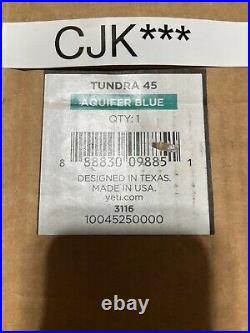 CJK***
TUNDRA 45
AQUIFER BLUE
QTY: 1
8 88830 09885 1
DESIGNED IN TEXAS.
MADE IN USA.
yeti.com
3116
10045250000